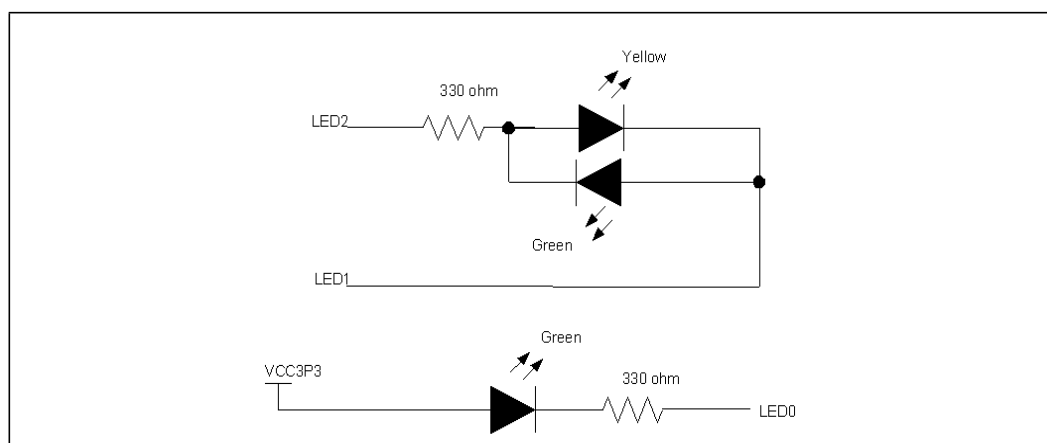 Yellow
330 ohm
LED2
Green
LED1
Green
VCC3P3
330 ohm
LED0